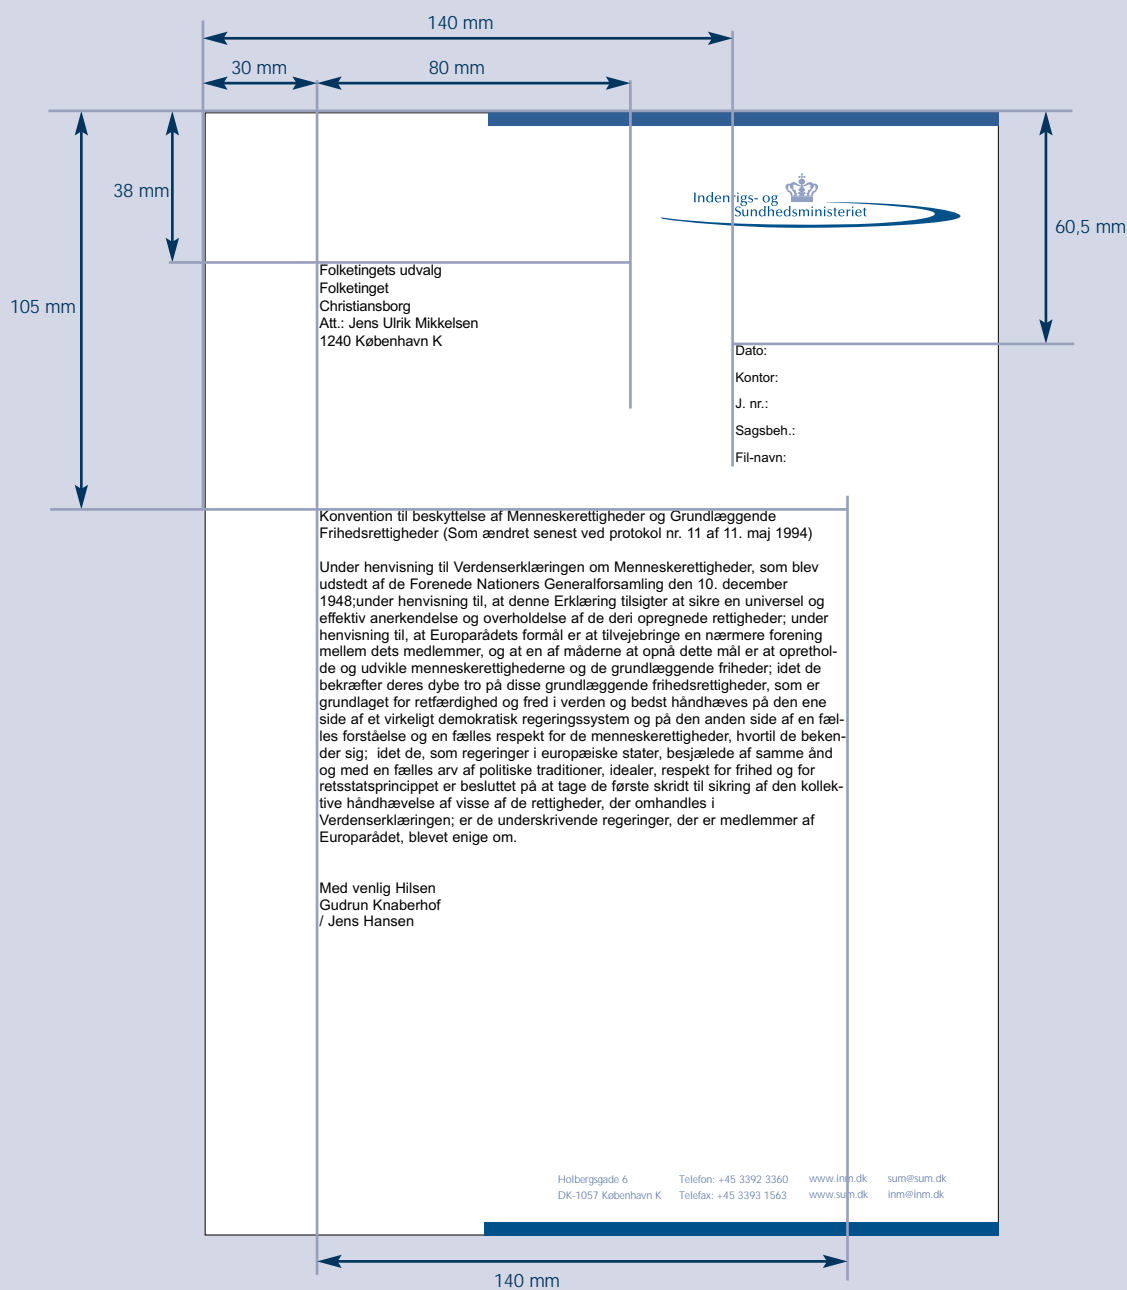 140 mm
30 mm
80 mm
38 mm
105 mm
60,5 mm
Indenrigs- og
Sundhedsministeriet
Folketingets udvalg
Folketinget
Christiansborg
Att.: Jens Ulrik Mikkelsen
1240 København K
Dato:
Kontor:
J. nr.:
Sagsbeh.:
Fil-navn:
Konvention til beskyttelse af Menneskerettigheder og Grundlæggende
Frihedsrettigheder (Som ændret senest ved protokol nr. 11 af 11. maj 1994)
Under henvisning til Verdenserklæringen om Menneskerettigheder, som blev
udstedt af de Forenede Nationers Generalforsamling den 10. december
1948;under henvisning til, at denne Erklæring tilsigter at sikre en universel og
effektiv anerkendelse og overholdelse af de deri opregnede rettigheder; under
henvisning til, at Europarådets formål er at tilvejebringe en nærmere forening
mellem dets medlemmer, og at en af måderne at opnå dette mål er at oprethol-
de og udvikle menneskerettighederne og de grundlæggende friheder; idet de
bekræfter deres dybe tro på disse grundlæggende frihedsrettigheder, som er
grundlaget for retfærdighed og fred i verden og bedst håndhæves på den ene
side af et virkeligt demokratisk regeringssystem og på den anden side af en fæl-
les forståelse og en fælles respekt for de menneskerettigheder, hvortil de beken-
der sig;  idet de, som regeringer i europæiske stater, besjælede af samme ånd
og med en fælles arv af politiske traditioner, idealer, respekt for frihed og for
retsstatsprincippet er besluttet på at tage de første skridt til sikring af den kollek-
tive håndhævelse af visse af de rettigheder, der omhandles i
Verdenserklæringen; er de underskrivende regeringer, der er medlemmer af
Europarådet, blevet enige om.
Med venlig Hilsen
Gudrun Knaberhof
/ Jens Hansen
Holbergsgade 6 Telefon: +45 3392 3360 www.inm.dk sum@sum.dk
DK-1057 København K Telefax: +45 3393 1563 www.sum.dk inm@inm.dk
140 mm